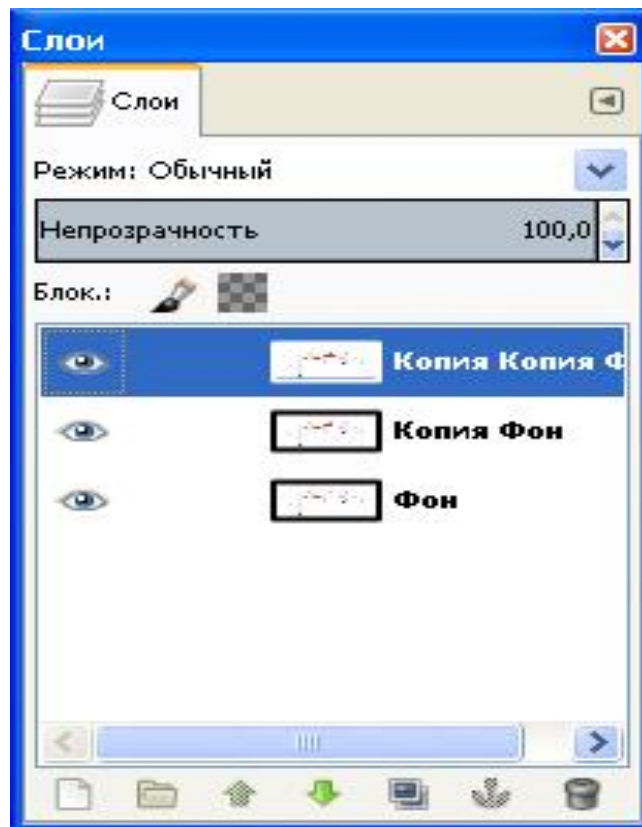 Слои
Слои
Режим: Обычный
Непрозрачность 100,0
Блок.:
Копия Копия Ф
Копия Фон
Фон